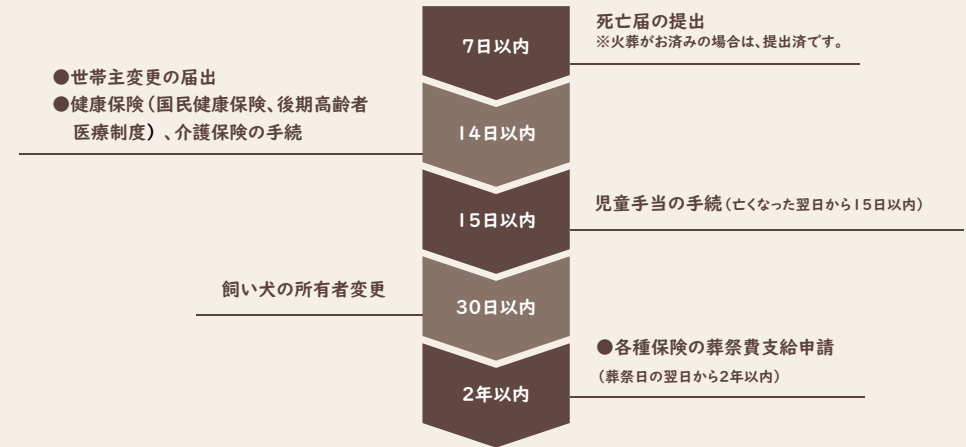 7日以内
死亡届の提出
※火葬がお済みの場合は、提出済です。
●世帯主変更の届出
●健康保険（国民健康保険、後期高齢者
医療制度）、介護保険の手続
14日以内
15日以内
児童手当の手続（亡くなった翌日から15日以内）
飼い犬の所有者変更
30日以内
●各種保険の葬祭費支給申請
（葬祭日の翌日から2年以内）
2年以内